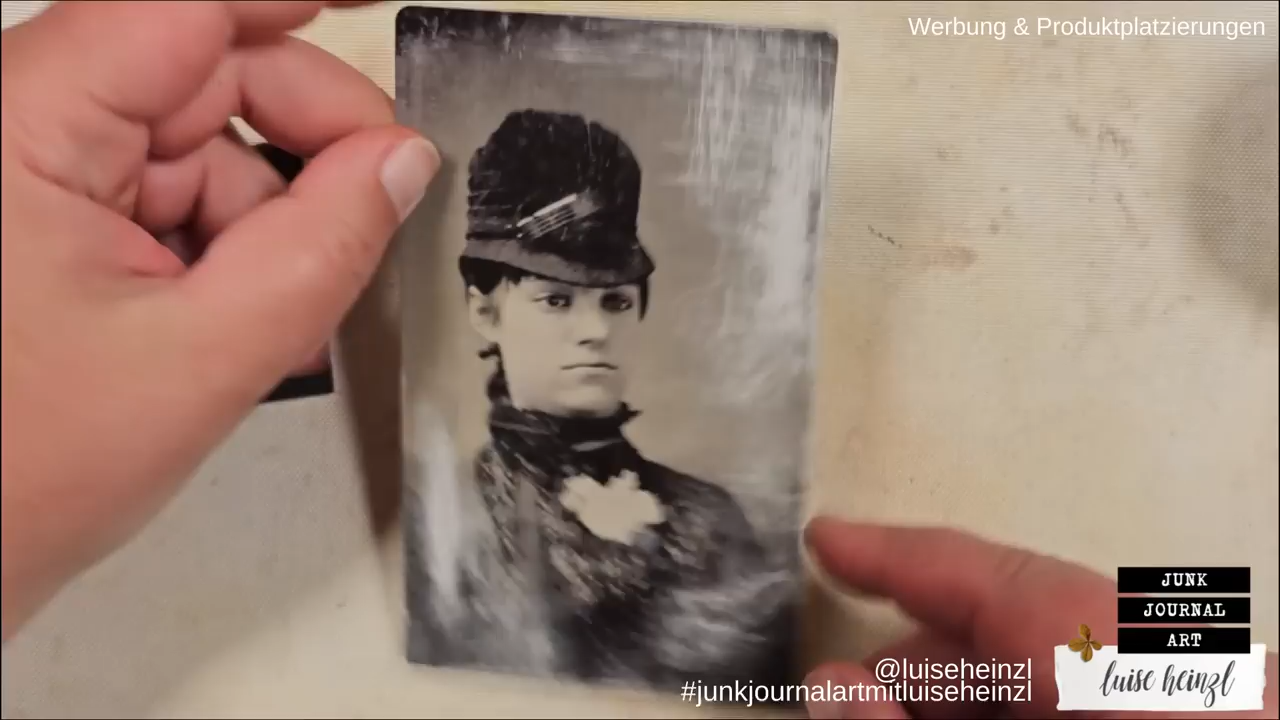 Werbung & Produktplatzierungen
JUNK
JOURNAL
ART
@luiseheinzl
#junkjournalartmitluiseheinzl
luise heinzl